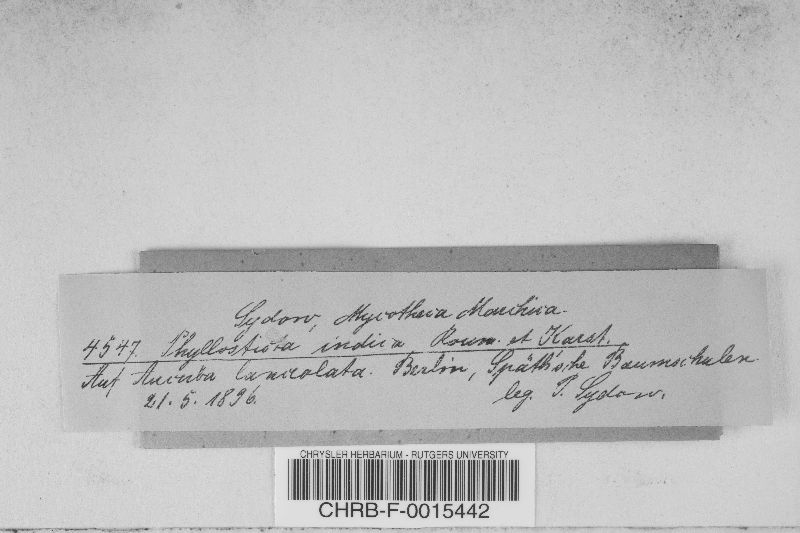 Sydow, Mycotheca Marchica.
4547. Phyllosticta indica Roum. et Karst.
Auf Aucuba lanceolata. Berlin, Späth'sche Baumschulen
21. 5. 1896. leg. P. Sydow.
CHRYSLER HERBARIUM - RUTGERS UNIVERSITY
CHRB-F-0015442